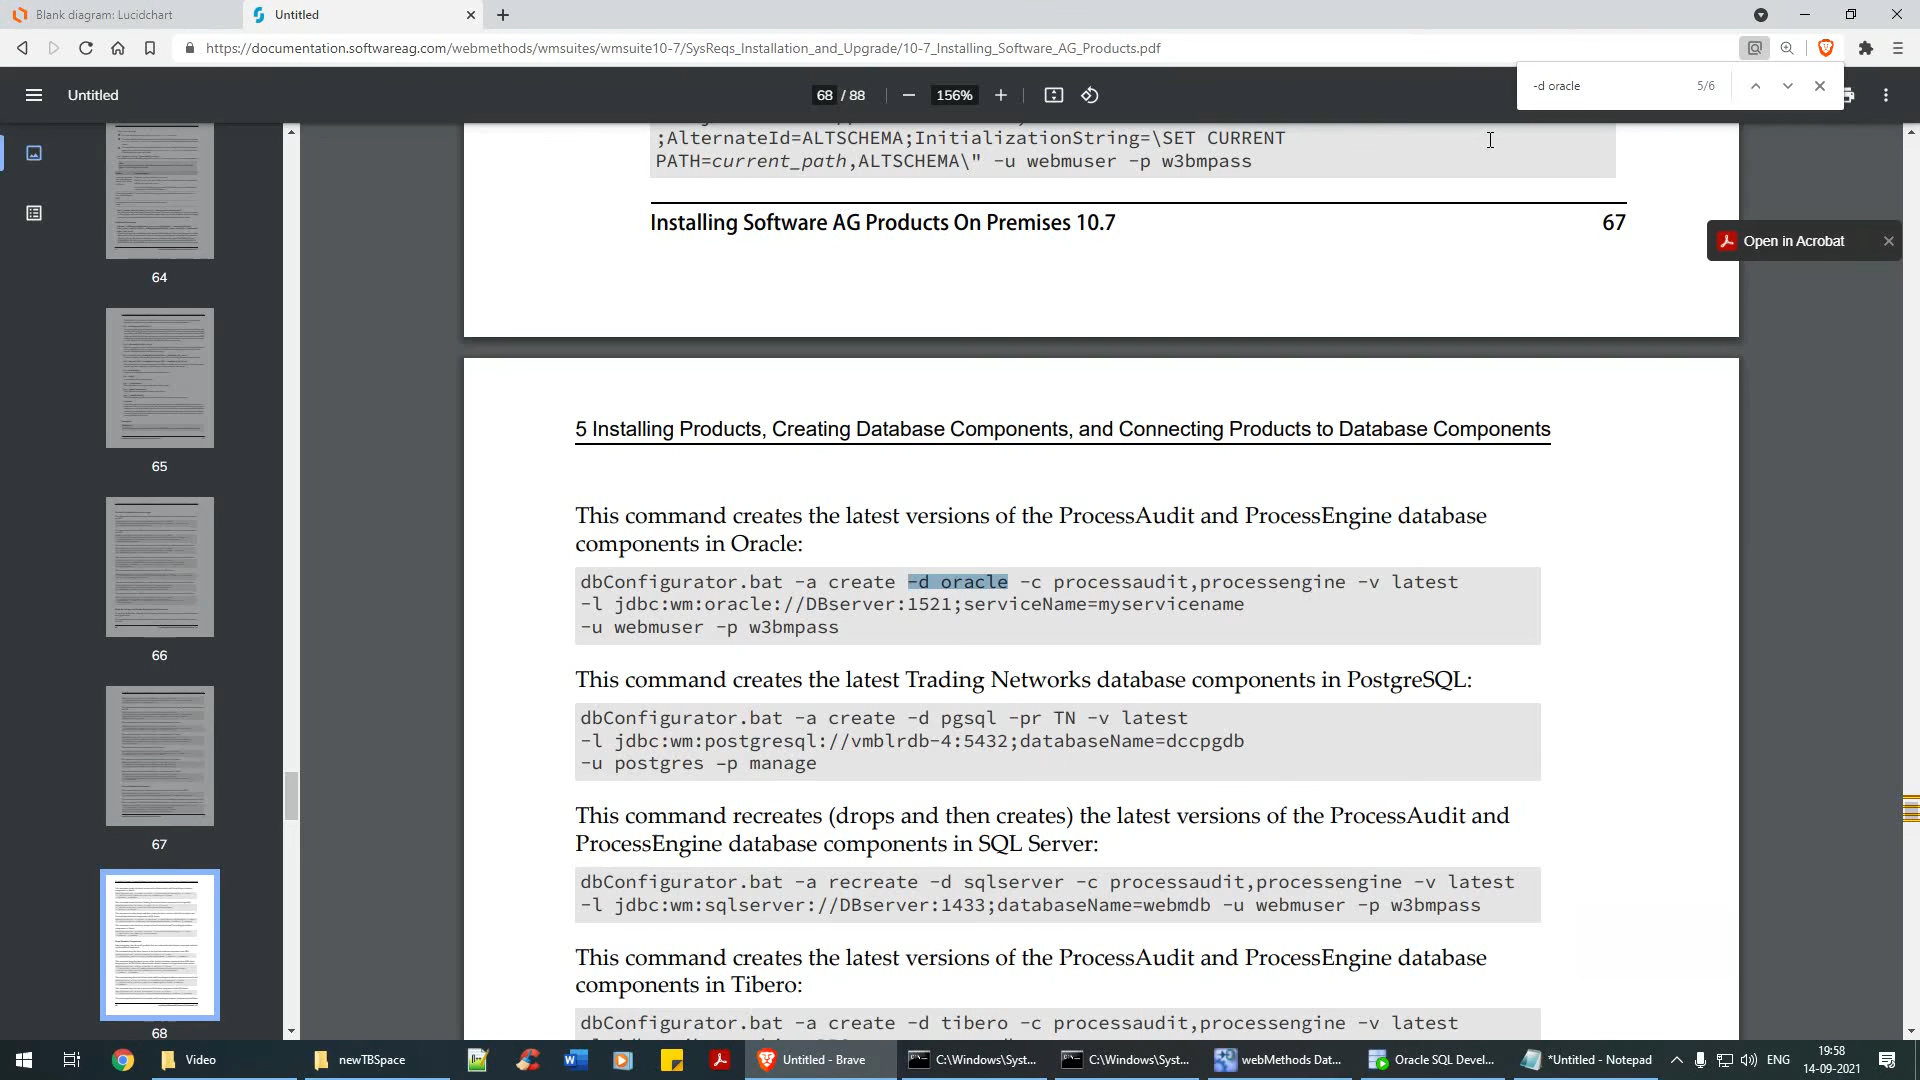 Blank diagram: Lucidchart
Untitled
https://documentation.softwareag.com/webmethods/wmsuites/wmsuite10-7/SysReqs_Installation_and_Upgrade/10-7_Installing_Software_AG_Products.pdf
Untitled
68 / 88
156%
-d oracle
5/6
Open in Acrobat
64
65
66
67
68
;AlternateId=ALTSCHEMA;InitializationString=\SET CURRENT
PATH=current_path,ALTSCHEMA\" -u webmuser -p w3bmpass
Installing Software AG Products On Premises 10.7
67
5 Installing Products, Creating Database Components, and Connecting Products to Database Components
This command creates the latest versions of the ProcessAudit and ProcessEngine database
components in Oracle:
dbConfigurator.bat -a create -d oracle -c processaudit,processengine -v latest
-l jdbc:wm:oracle://DBserver:1521;serviceName=myservicename
-u webmuser -p w3bmpass
This command creates the latest Trading Networks database components in PostgreSQL:
dbConfigurator.bat -a create -d pgsql -pr TN -v latest
-l jdbc:wm:postgresql://vmblrdb-4:5432;databaseName=dccpgdb
-u postgres -p manage
This command recreates (drops and then creates) the latest versions of the ProcessAudit and
ProcessEngine database components in SQL Server:
dbConfigurator.bat -a recreate -d sqlserver -c processaudit,processengine -v latest
-l jdbc:wm:sqlserver://DBserver:1433;databaseName=webmdb -u webmuser -p w3bmpass
This command creates the latest versions of the ProcessAudit and ProcessEngine database
components in Tibero:
dbConfigurator.bat -a create -d tibero -c processaudit,processengine -v latest
Video
newTBSpace
Untitled - Brave
C:\Windows\Syst...
C:\Windows\Syst...
webMethods Dat...
Oracle SQL Devel...
*Untitled - Notepad
ENG
19:58
14-09-2021